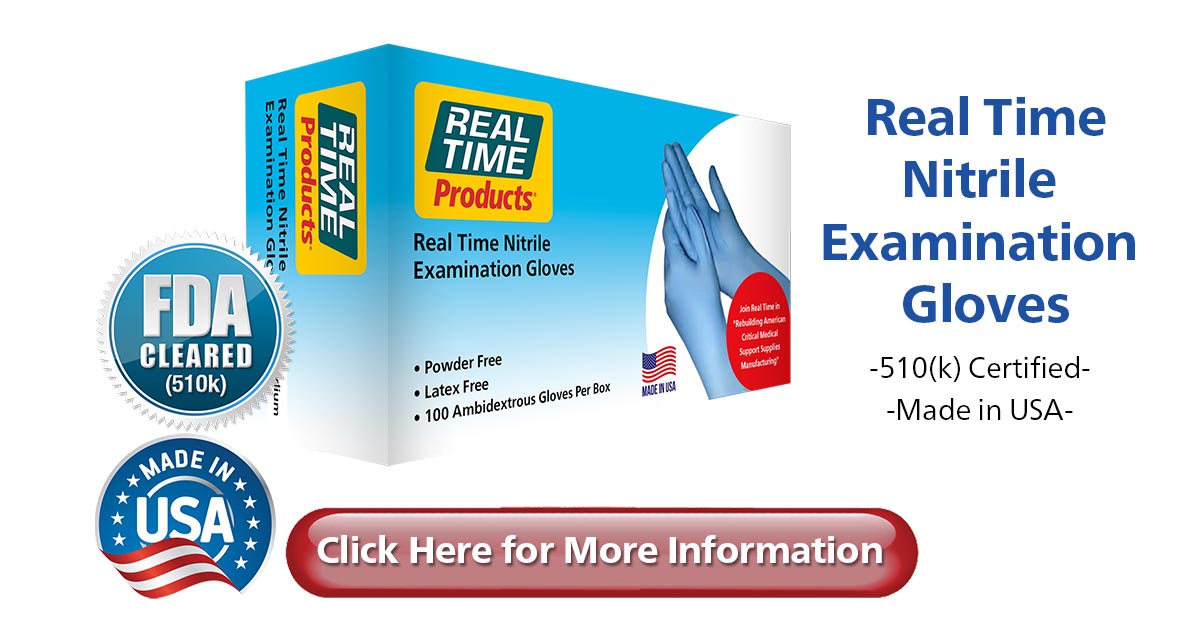 REAL
TIME
Products®
Real Time Nitrile
Examination Gloves
• Powder Free
• Latex Free
• 100 Ambidextrous Gloves Per Box
MADE IN USA
Join Real Time in
"Rebuilding American
Critical Medical
Support Supplies
Manufacturing"
REAL
TIME
Products®
Real Time Nitrile
Examination
FDA
CLEARED
(510k)
MADE IN
USA
Real Time
Nitrile
Examination
Gloves
-510(k) Certified-
-Made in USA-
Click Here for More Information